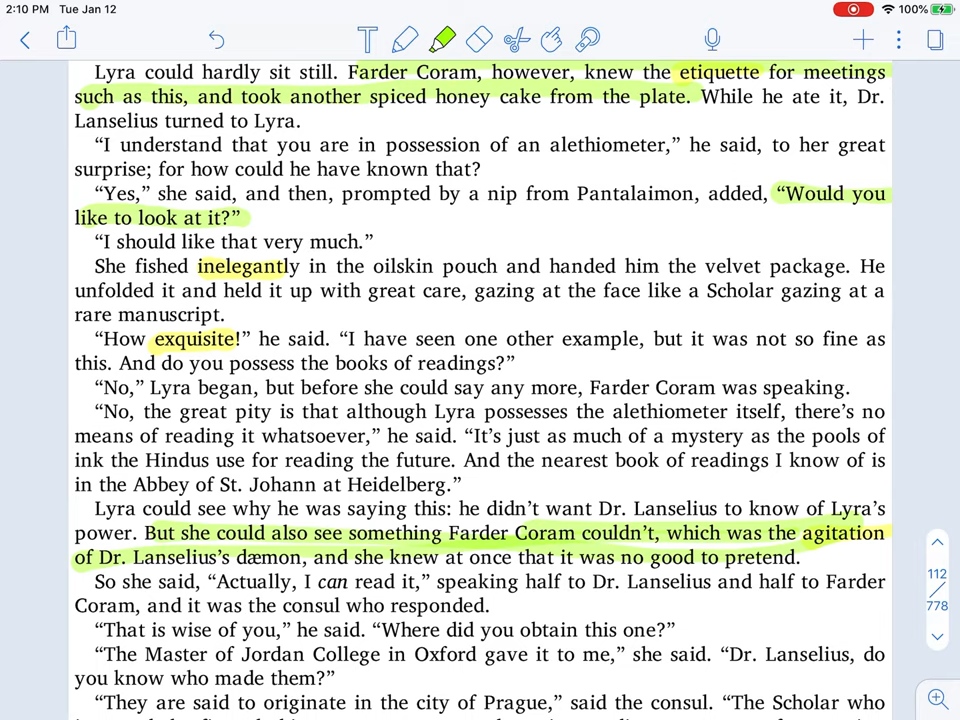 2:10 PM Tue Jan 12
100%
Lyra could hardly sit still. Farder Coram, however, knew the etiquette for meetings
such as this, and took another spiced honey cake from the plate. While he ate it, Dr.
Lanselius turned to Lyra.
“I understand that you are in possession of an alethiometer,” he said, to her great
surprise; for how could he have known that?
“Yes,” she said, and then, prompted by a nip from Pantalaimon, added, “Would you
like to look at it?”
“I should like that very much.”
She fished inelegantly in the oilskin pouch and handed him the velvet package. He
unfolded it and held it up with great care, gazing at the face like a Scholar gazing at a
rare manuscript.
“How exquisite!” he said. “I have seen one other example, but it was not so fine as
this. And do you possess the books of readings?”
“No,” Lyra began, but before she could say any more, Farder Coram was speaking.
“No, the great pity is that although Lyra possesses the alethiometer itself, there’s no
means of reading it whatsoever,” he said. “It’s just as much of a mystery as the pools of
ink the Hindus use for reading the future. And the nearest book of readings I know of is
in the Abbey of St. Johann at Heidelberg.”
Lyra could see why he was saying this: he didn’t want Dr. Lanselius to know of Lyra’s
power. But she could also see something Farder Coram couldn’t, which was the agitation
of Dr. Lanselius’s dæmon, and she knew at once that it was no good to pretend.
So she said, “Actually, I can read it,” speaking half to Dr. Lanselius and half to Farder
Coram, and it was the consul who responded.
“That is wise of you,” he said. “Where did you obtain this one?”
“The Master of Jordan College in Oxford gave it to me,” she said. “Dr. Lanselius, do
you know who made them?”
“They are said to originate in the city of Prague,” said the consul. “The Scholar who
112
/
778